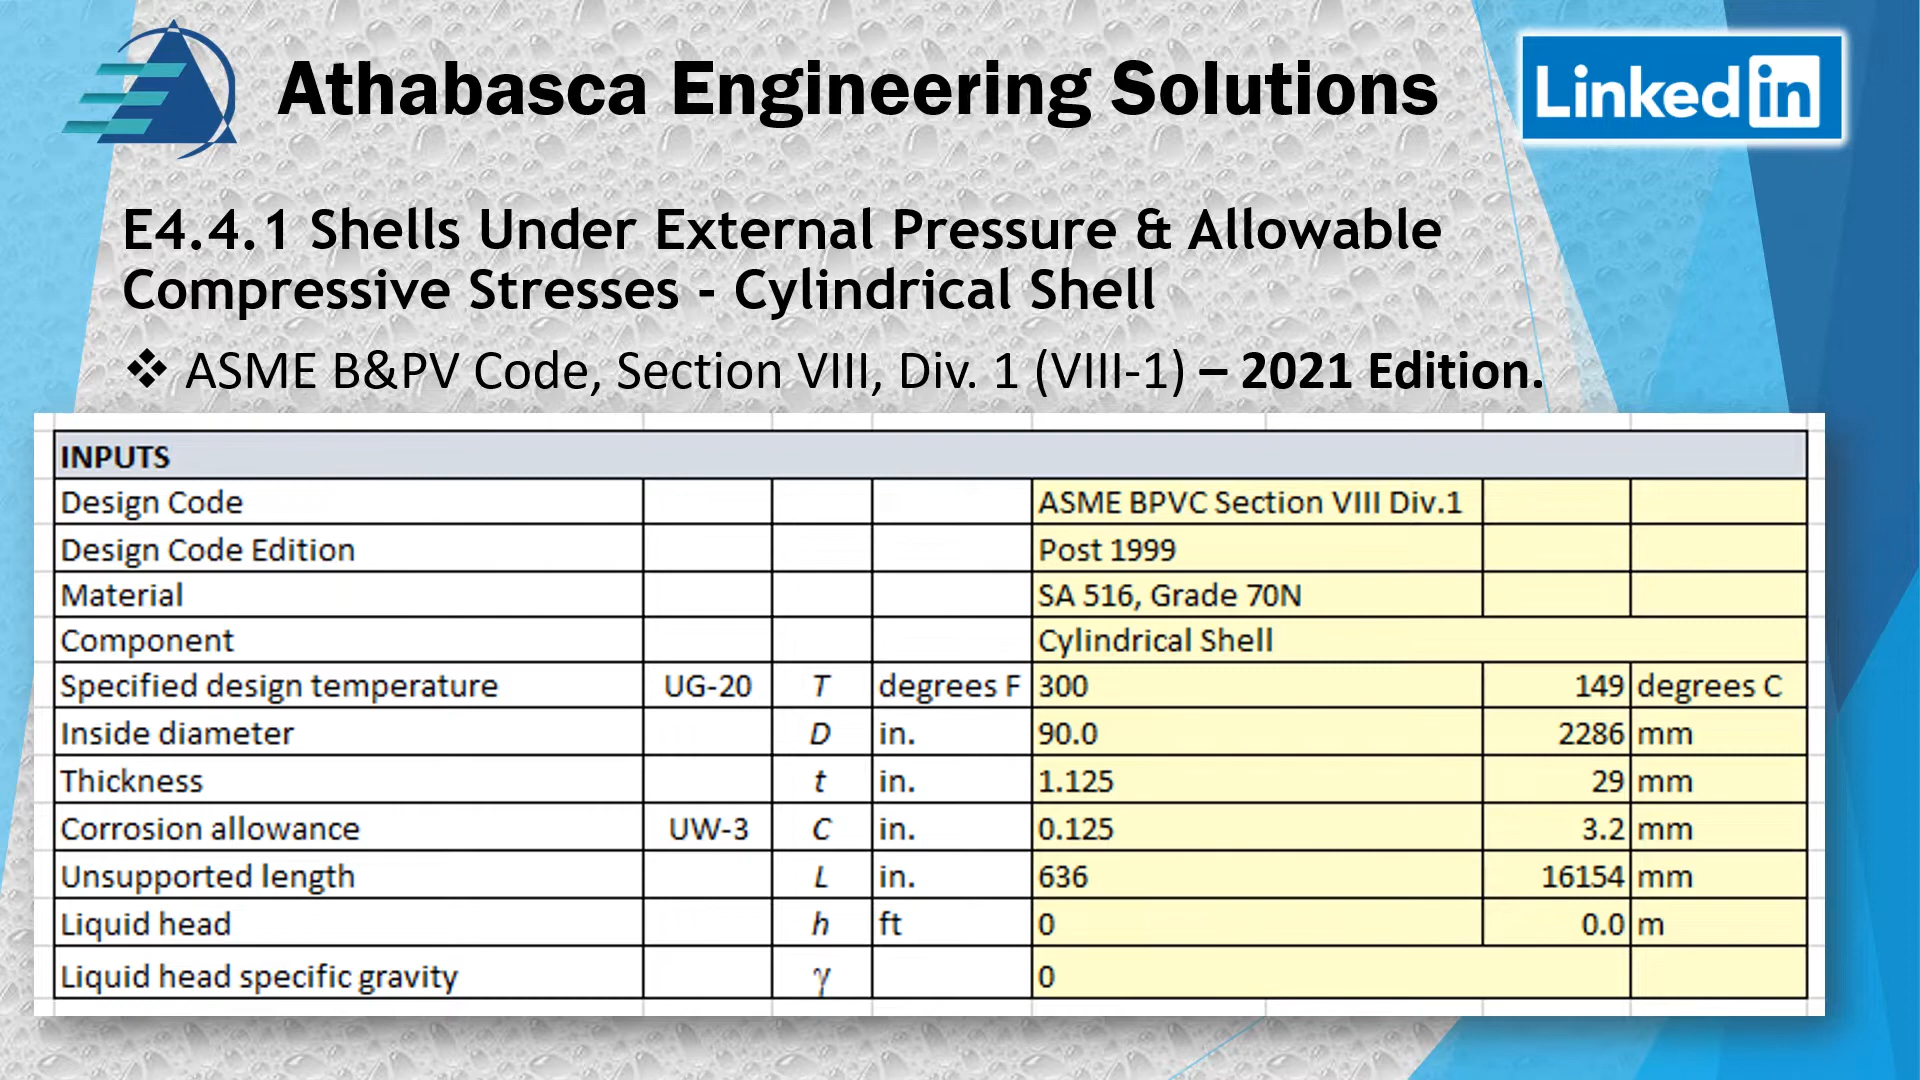 Athabasca Engineering Solutions
Linked in
E4.4.1 Shells Under External Pressure & Allowable
Compressive Stresses - Cylindrical Shell
❖ ASME B&PV Code, Section VIII, Div. 1 (VIII-1) – 2021 Edition.
INPUTS
Design Code ASME BPVC Section VIII Div.1
Design Code Edition Post 1999
Material SA 516, Grade 70N
Component Cylindrical Shell
Specified design temperature UG-20 T degrees F 300 149 degrees C
Inside diameter D in. 90.0 2286 mm
Thickness t in. 1.125 29 mm
Corrosion allowance UW-3 C in. 0.125 3.2 mm
Unsupported length L in. 636 16154 mm
Liquid head h ft 0 0.0 m
Liquid head specific gravity γ 0